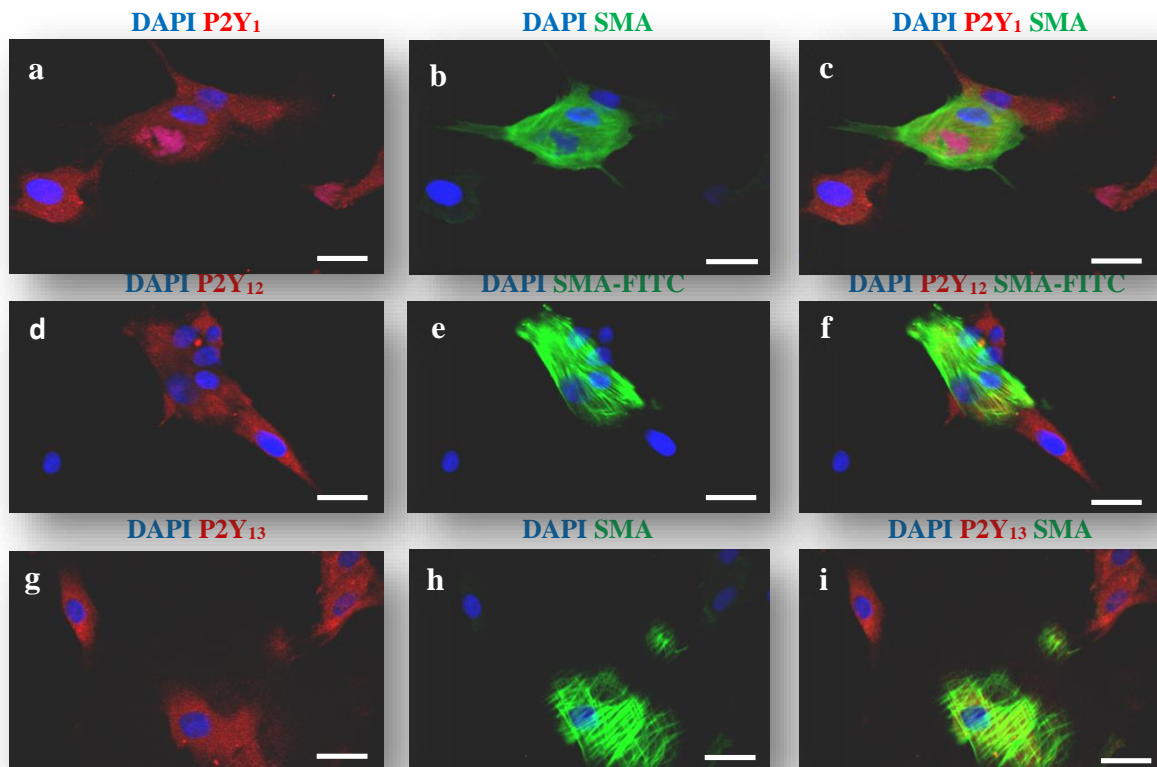 DAPI P2Y₁
DAPI SMA
DAPI P2Y₁ SMA
a
b
c
DAPI P2Y₁₂
DAPI SMA-FITC
DAPI P2Y₁₂ SMA-FITC
d
e
f
DAPI P2Y₁₃
DAPI SMA
DAPI P2Y₁₃ SMA
g
h
i